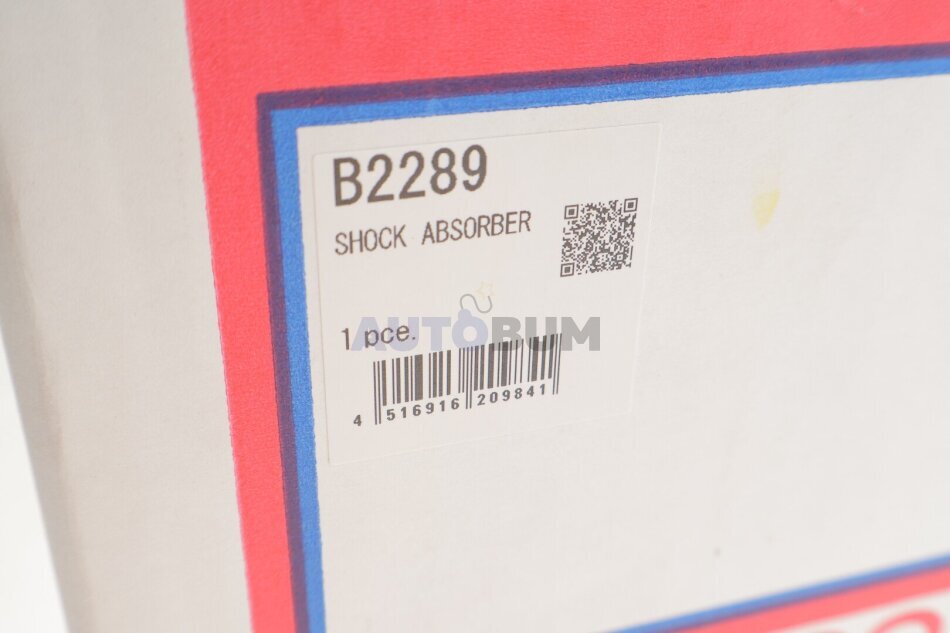 B2289
SHOCK ABSORBER
AUTOBUM
1 pce.
4 516916 209841